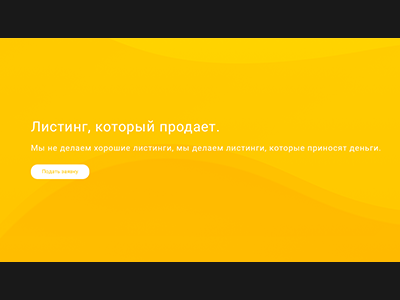 Листинг, который продает.
Мы не делаем хорошие листинги, мы делаем листинги, которые приносят деньги.
Подать заявку